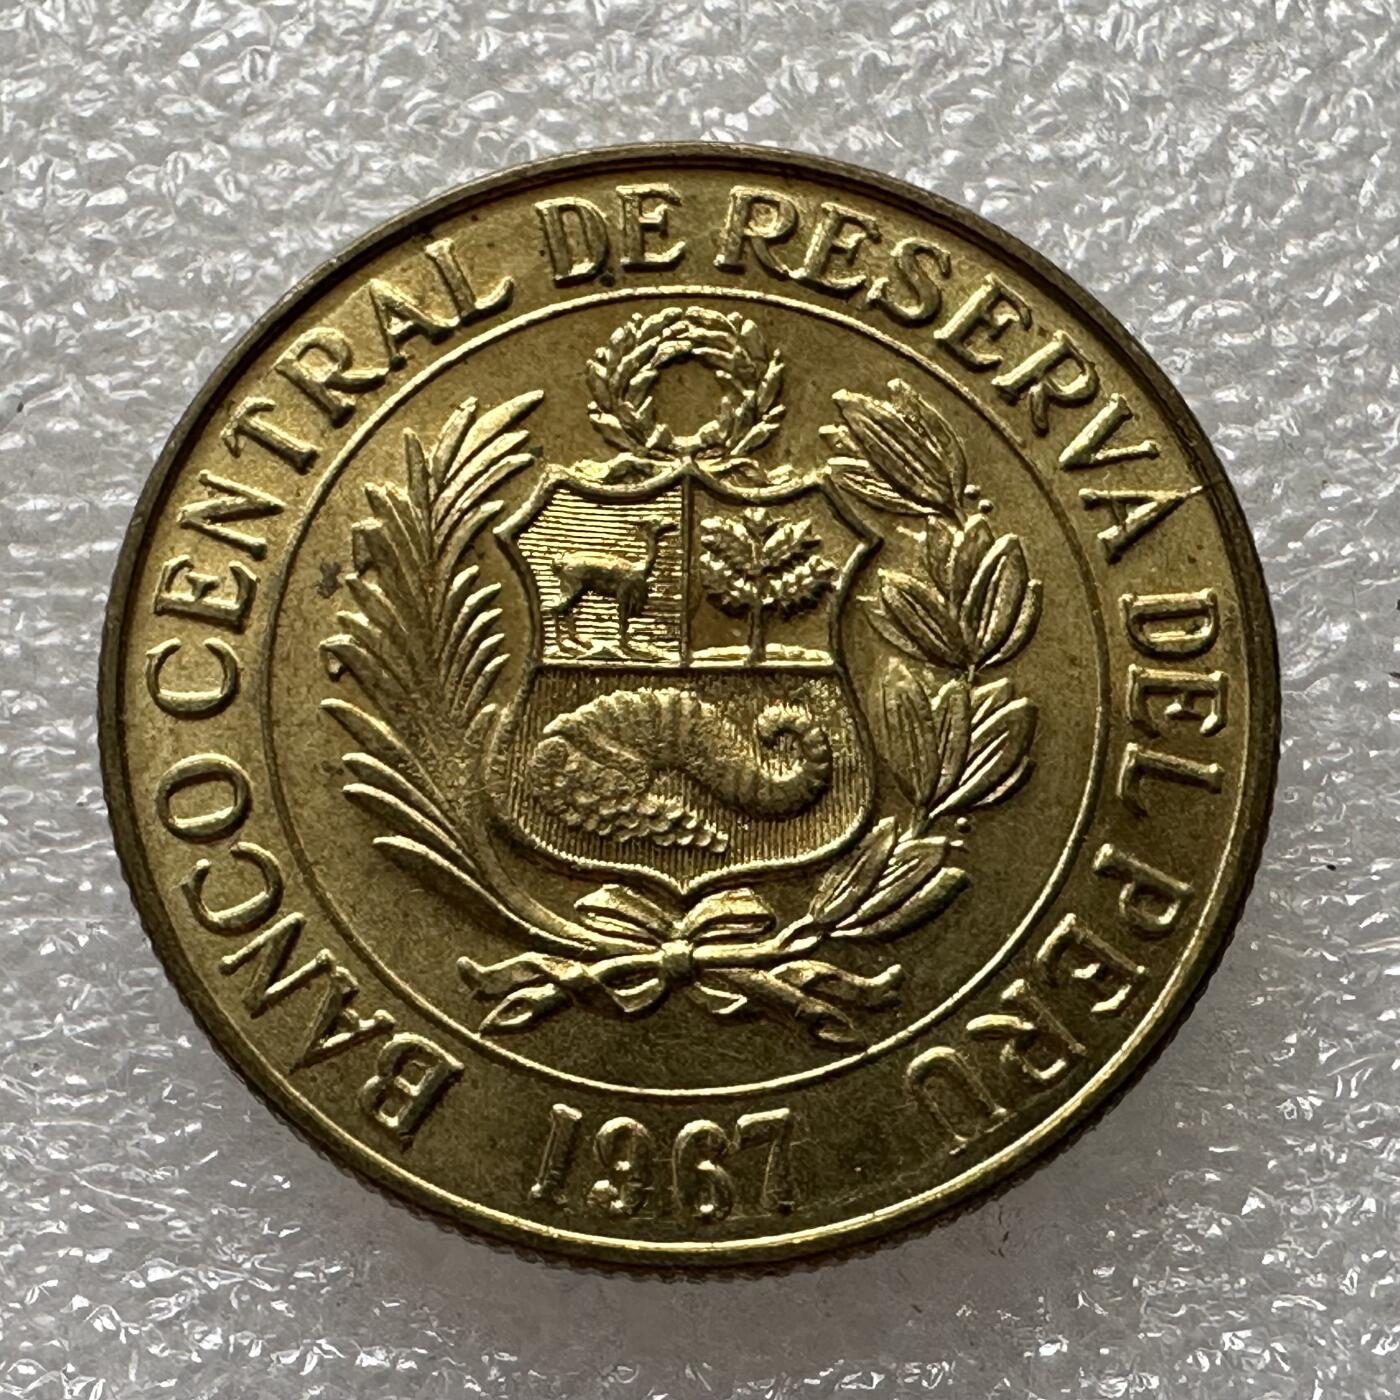 BANCO CENTRAL DE RESERVA DEL PERU
1967